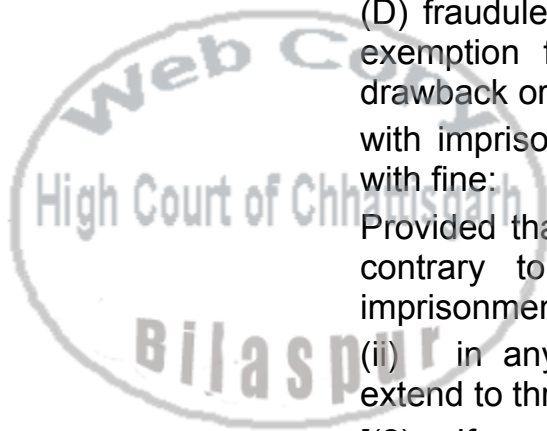 (D) fraudule
exemption f
drawback or
with impriso
with fine:
Provided tha
contrary to
imprisonmen
(ii) in any
extend to thr
Web Copy
High Court of Chhattisgarh
Bilaspur